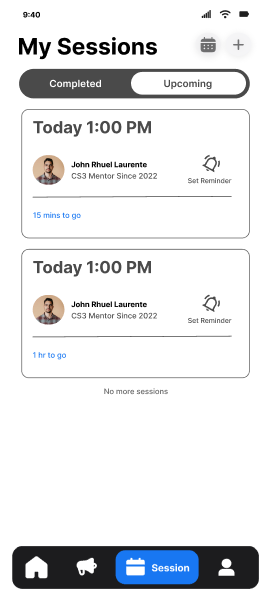 9:40
My Sessions
Completed
Upcoming
Today 1:00 PM
John Rhuel Laurente
CS3 Mentor Since 2022
Set Reminder
15 mins to go
Today 1:00 PM
John Rhuel Laurente
CS3 Mentor Since 2022
Set Reminder
1 hr to go
No more sessions
Session